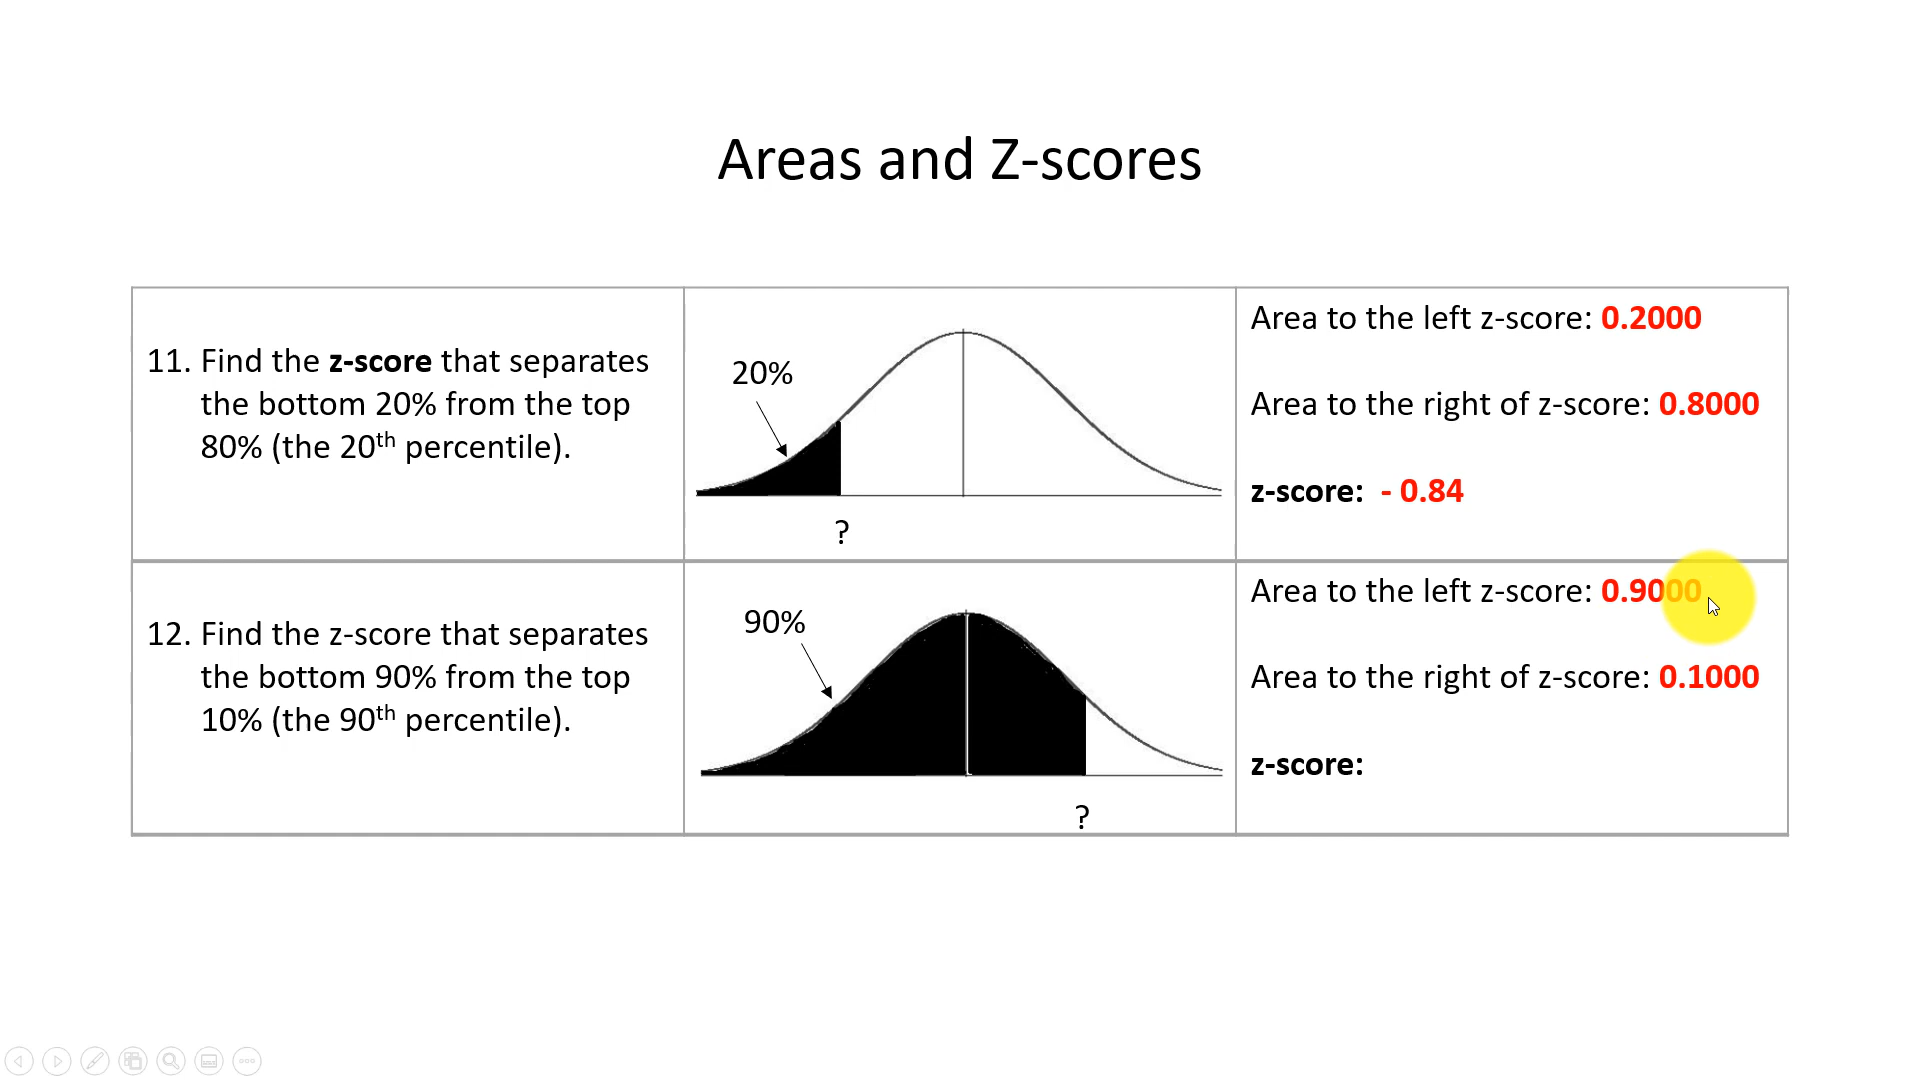 Areas and Z-scores
11. Find the z-score that separates
the bottom 20% from the top
80% (the 20th percentile).
20%
?
Area to the left z-score: 0.2000
Area to the right of z-score: 0.8000
z-score: - 0.84
12. Find the z-score that separates
the bottom 90% from the top
10% (the 90th percentile).
90%
?
Area to the left z-score: 0.9000
Area to the right of z-score: 0.1000
z-score: